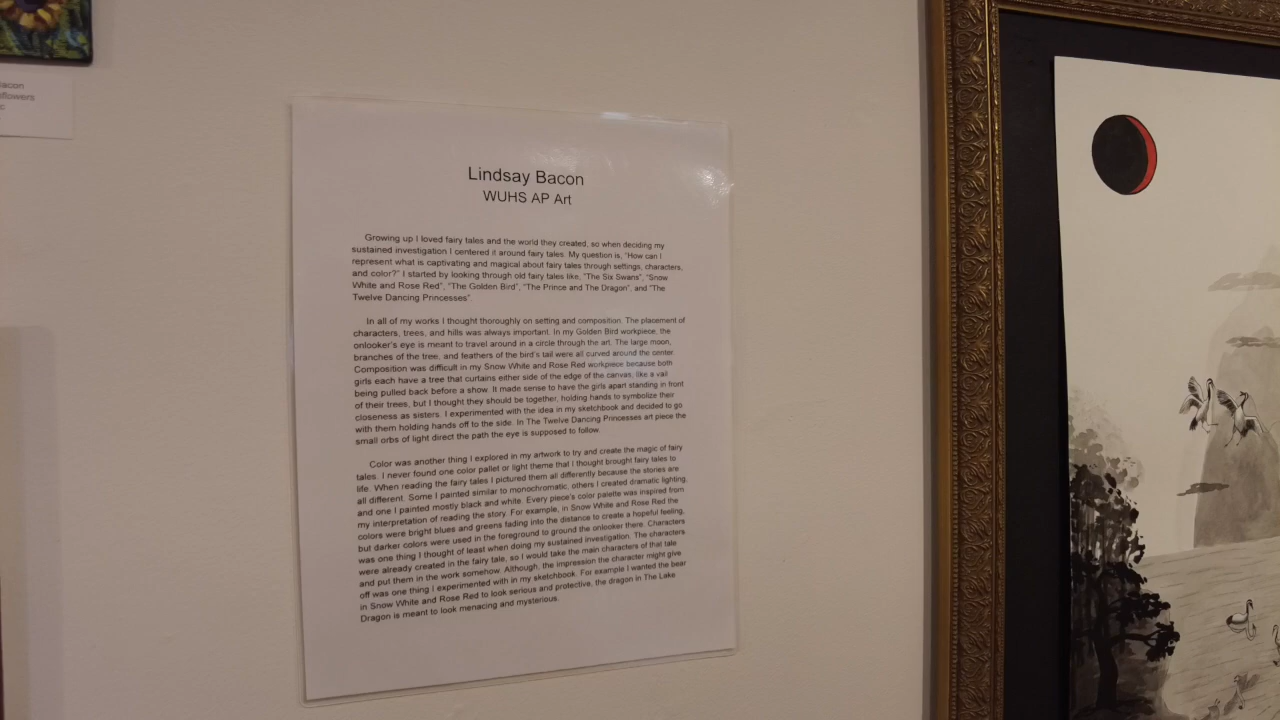 Bacon
flowers
c
Lindsay Bacon
WUHS AP Art
Growing up I loved fairy tales and the world they created, so when deciding my
sustained investigation I centered it around fairy tales. My question is, “How can I
represent what is captivating and magical about fairy tales through settings, characters,
and color?” I started by looking through old fairy tales like, “The Six Swans”, “Snow
White and Rose Red”, “The Golden Bird”, “The Prince and The Dragon”, and “The
Twelve Dancing Princesses”.
In all of my works I thought thoroughly on setting and composition. The placement of
characters, trees, and hills was always important. In my Golden Bird workpiece, the
onlooker's eye is meant to travel around in a circle through the art. The large moon,
branches of the tree, and feathers of the bird's tail were all curved around the center.
Composition was difficult in my Snow White and Rose Red workpiece because both
girls each have a tree that curtains either side of the edge of the canvas, like a vail
being pulled back before a show. It made sense to have the girls apart standing in front
of their trees, but I thought they should be together, holding hands to symbolize their
closeness as sisters. I experimented with the idea in my sketchbook and decided to go
with them holding hands off to the side. In The Twelve Dancing Princesses art piece the
small orbs of light direct the path the eye is supposed to follow.
Color was another thing I explored in my artwork to try and create the magic of fairy
tales. I never found one color pallet or light theme that I thought brought fairy tales to
life. When reading the fairy tales I pictured them all differently because the stories are
all different. Some I painted similar to monochromatic, others I created dramatic lighting,
and one I painted mostly black and white. Every piece's color palette was inspired from
my interpretation of reading the story. For example, in Snow White and Rose Red the
colors were bright blues and greens fading into the distance to create a hopeful feeling,
but darker colors were used in the foreground to ground the onlooker there. Characters
was one thing I thought of least when doing my sustained investigation. The characters
were already created in the fairy tale, so I would take the main characters of that tale
and put them in the work somehow. Although, the impression the character might give
off was one thing I experimented with in my sketchbook. For example I wanted the bear
in Snow White and Rose Red to look serious and protective, the dragon in The Lake
Dragon is meant to look menacing and mysterious.